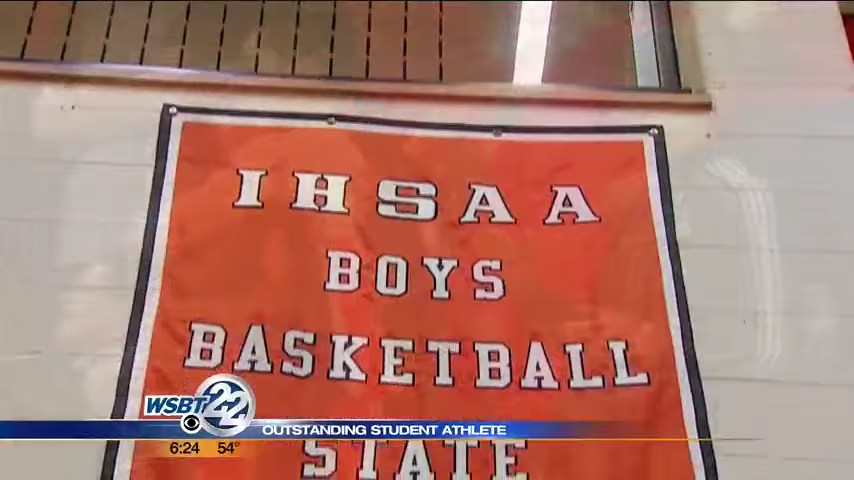 IHSAA
BOYS
BASKETBALL
STATE
WSBT 22
OUTSTANDING STUDENT ATHLETE
6:24 54°